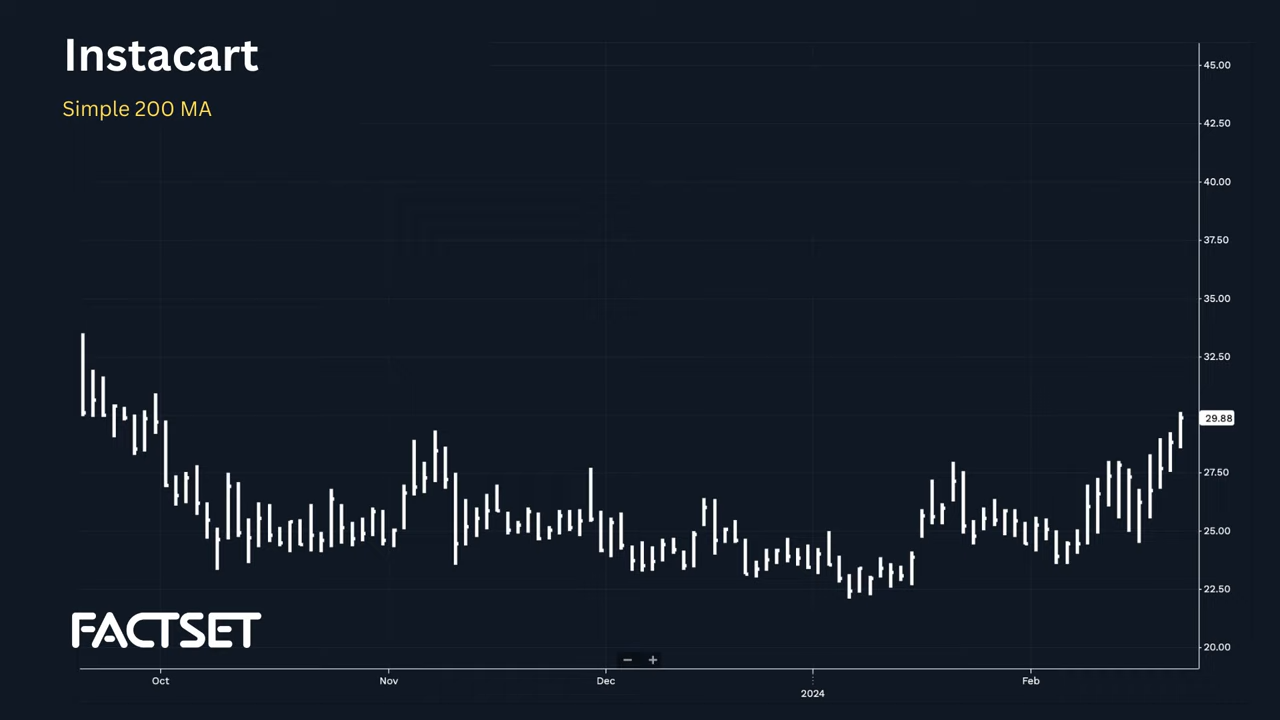 Instacart
Simple 200 MA
45.00
42.50
40.00
37.50
35.00
32.50
29.88
27.50
25.00
22.50
20.00
FACTSET
Oct
Nov
Dec
2024
Feb